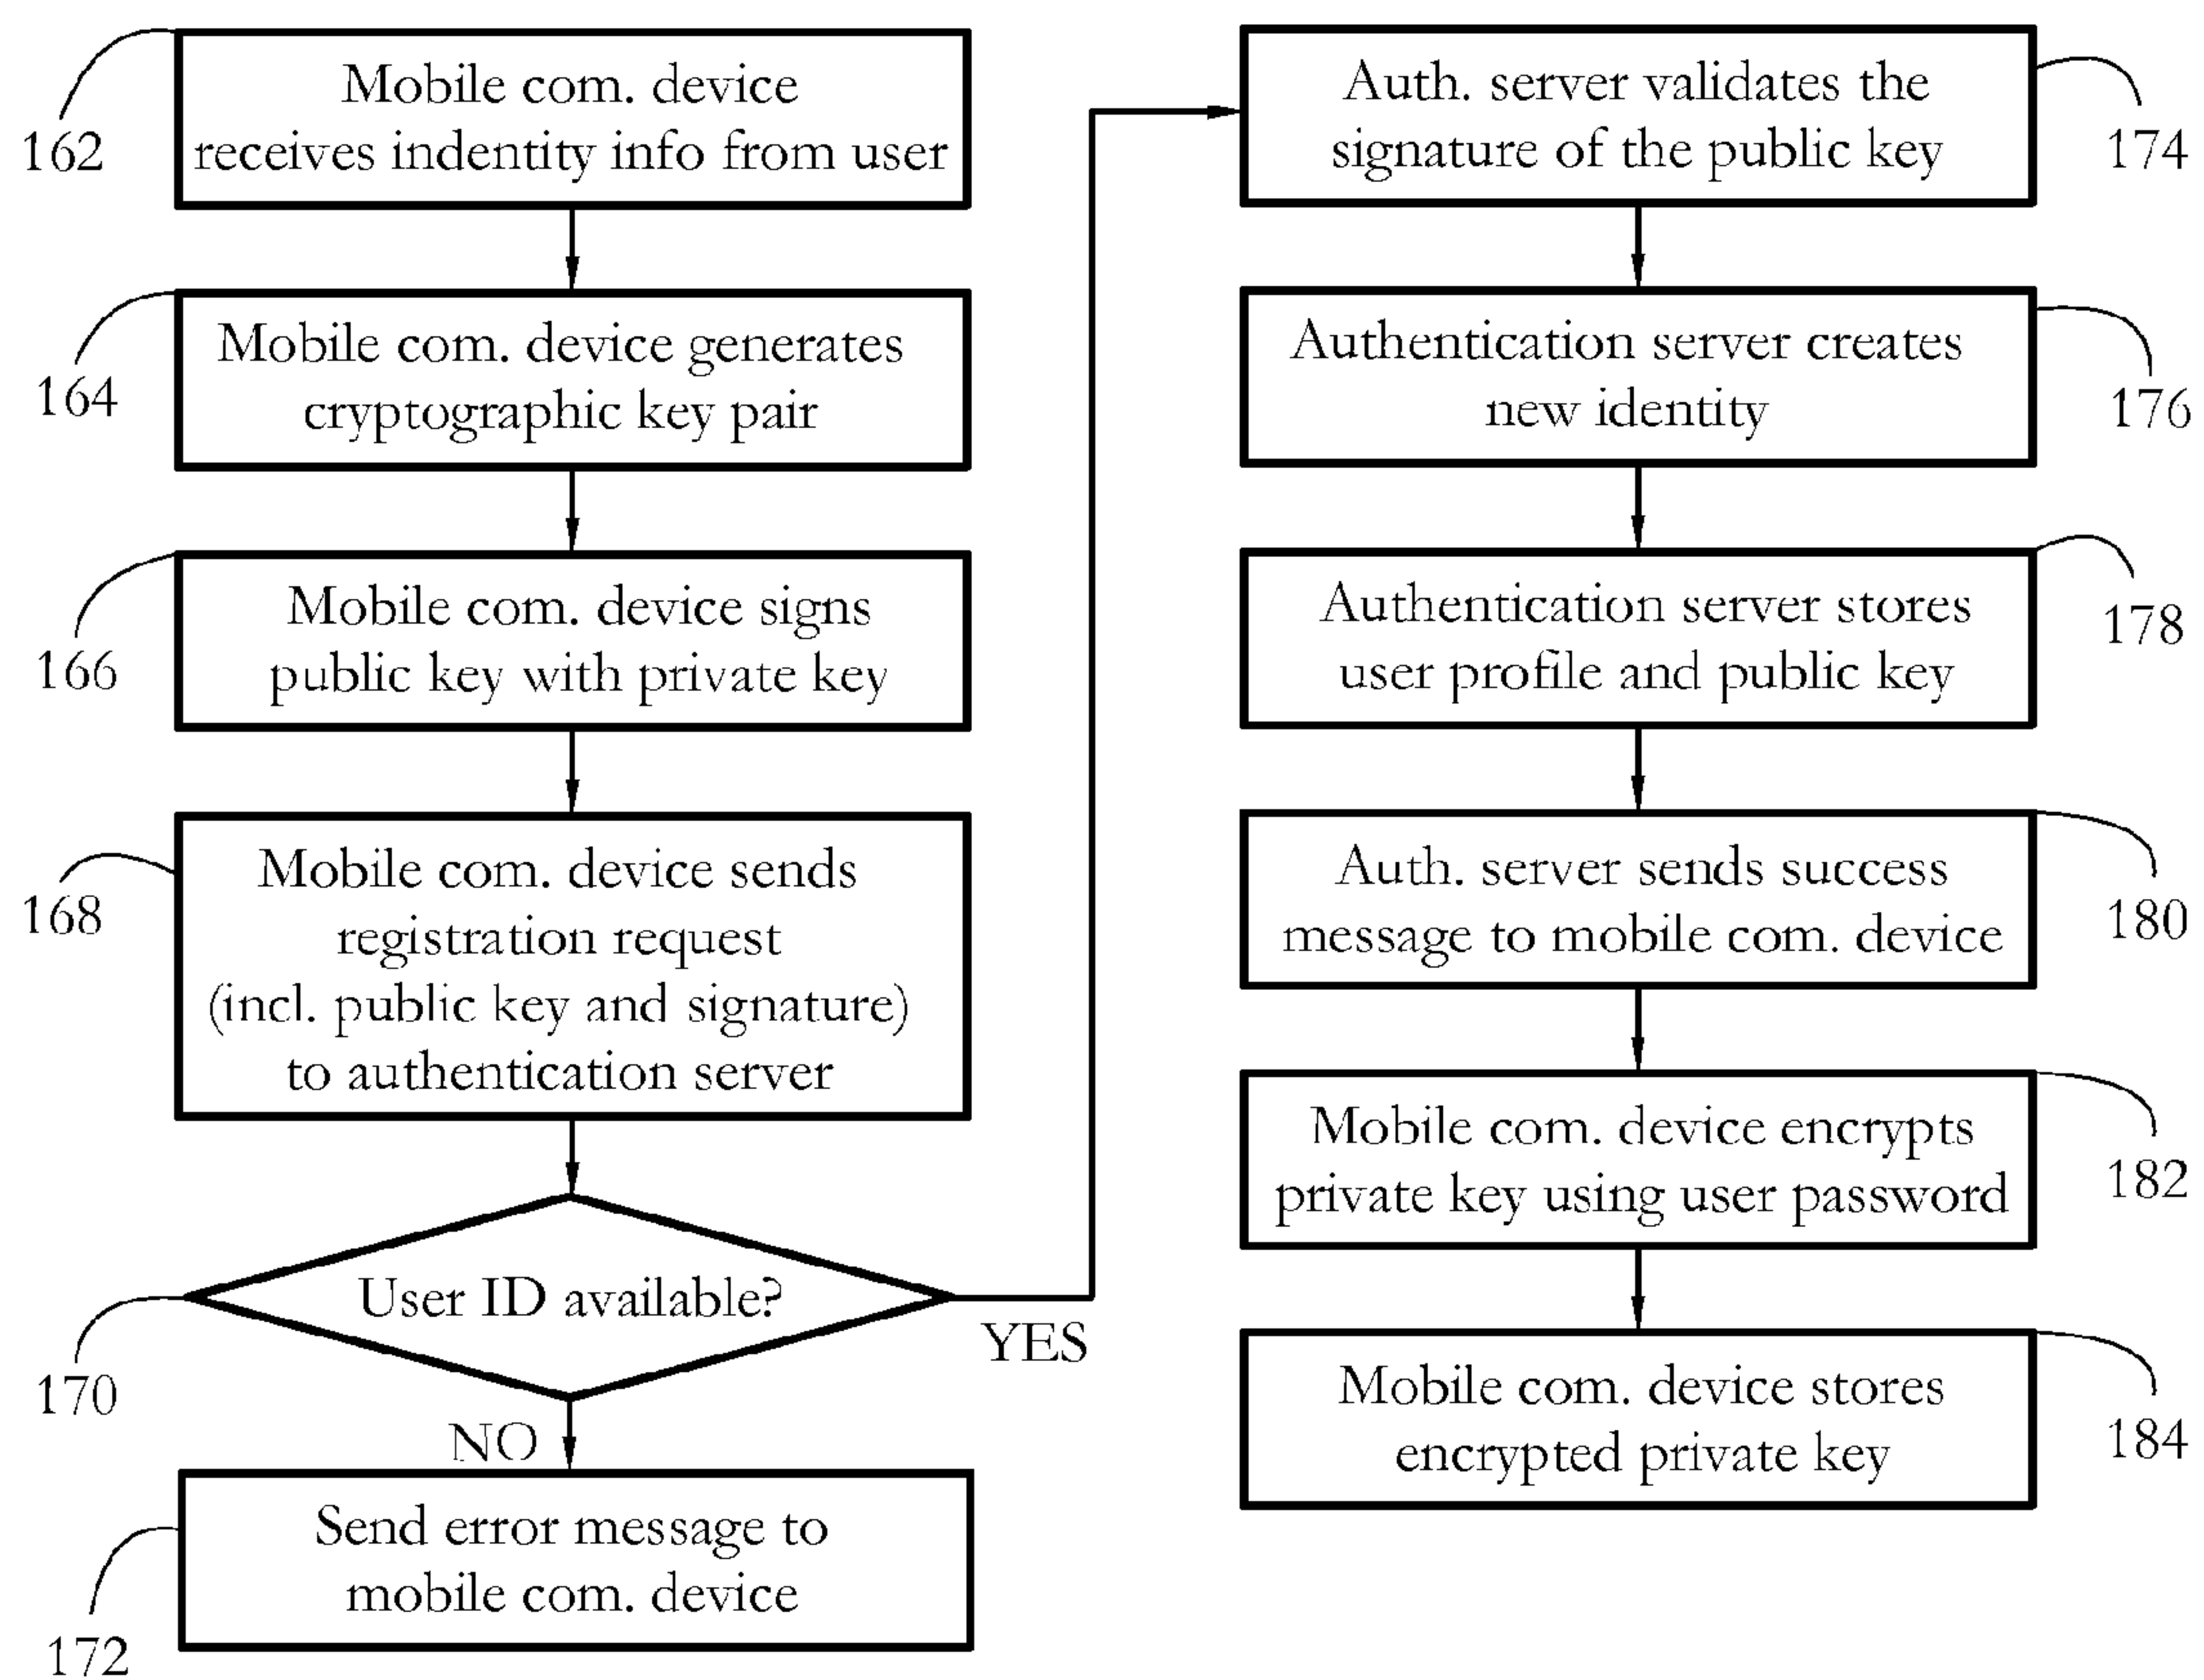 Mobile com. device
receives indentity info from user
162
Mobile com. device generates
cryptographic key pair
164
Mobile com. device signs
public key with private key
166
Mobile com. device sends
registration request
(incl. public key and signature)
to authentication server
168
User ID available?
YES
170
NO
Send error message to
mobile com. device
172
Auth. server validates the
signature of the public key
174
Authentication server creates
new identity
176
Authentication server stores
user profile and public key
178
Auth. server sends success
message to mobile com. device
180
Mobile com. device encrypts
private key using user password
182
Mobile com. device stores
encrypted private key
184